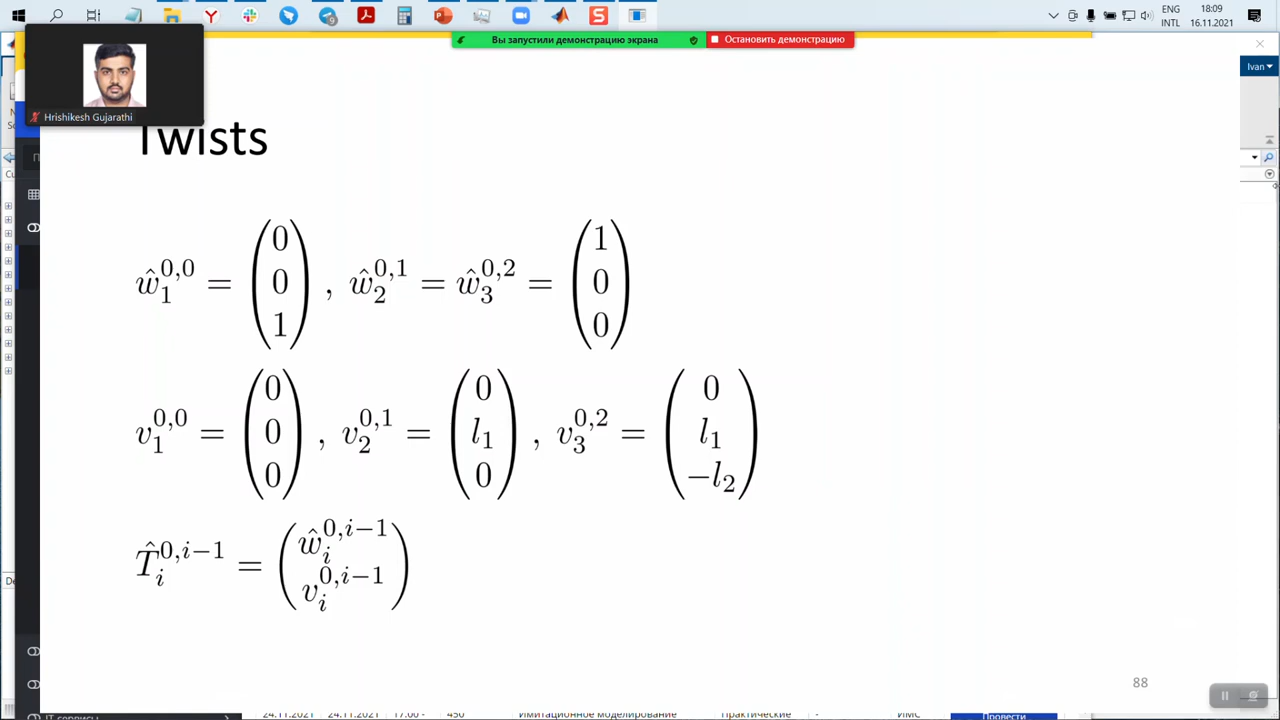 18:09
ENG
INTL
16.11.2021
Вы запустили демонстрацию экрана
Остановить демонстрацию
Ivan
Hrishikesh Gujarathi
Twists
ŵ₁^{0,0} = (0 0 1), ŵ₂^{0,1} = ŵ₃^{0,2} = (1 0 0)
v₁^{0,0} = (0 0 0), v₂^{0,1} = (0 l₁ 0), v₃^{0,2} = (0 l₁ −l₂)
T̂ᵢ^{0,i−1} = (ŵᵢ^{0,i−1} vᵢ^{0,i−1})
88
IT сервисы
24.11.2021 24.11.2021 17:00 - 450 Имитационное моделирование Практические - ИМС Провести